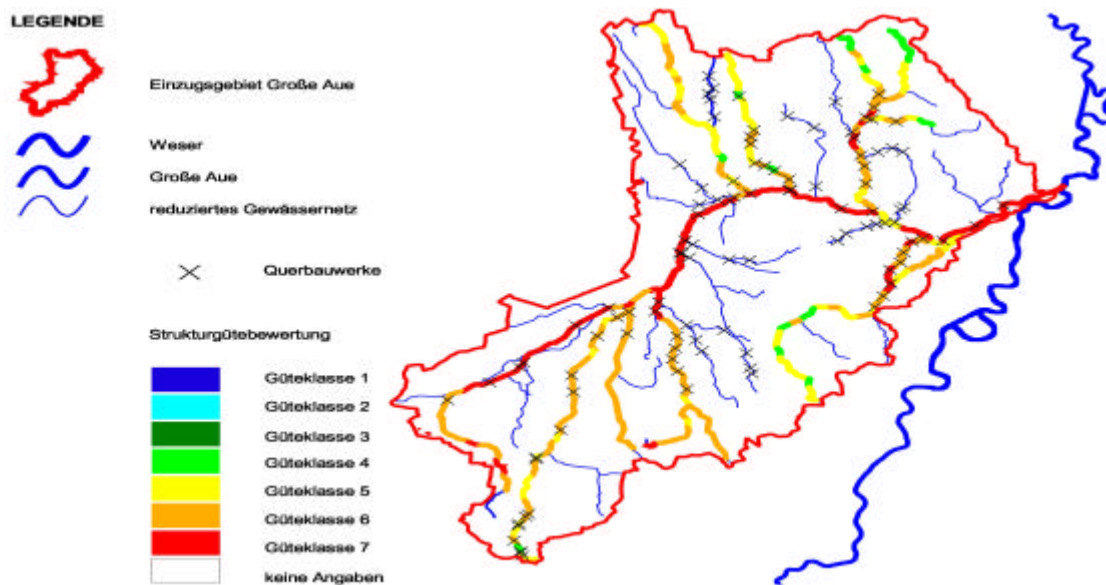 LEGENDE
Einzugsgebiet Große Aue
Weser
Große Aue
reduziertes Gewässernetz
Querbauwerke
Strukturgütebewertung
Güteklasse 1
Güteklasse 2
Güteklasse 3
Güteklasse 4
Güteklasse 5
Güteklasse 6
Güteklasse 7
keine Angaben